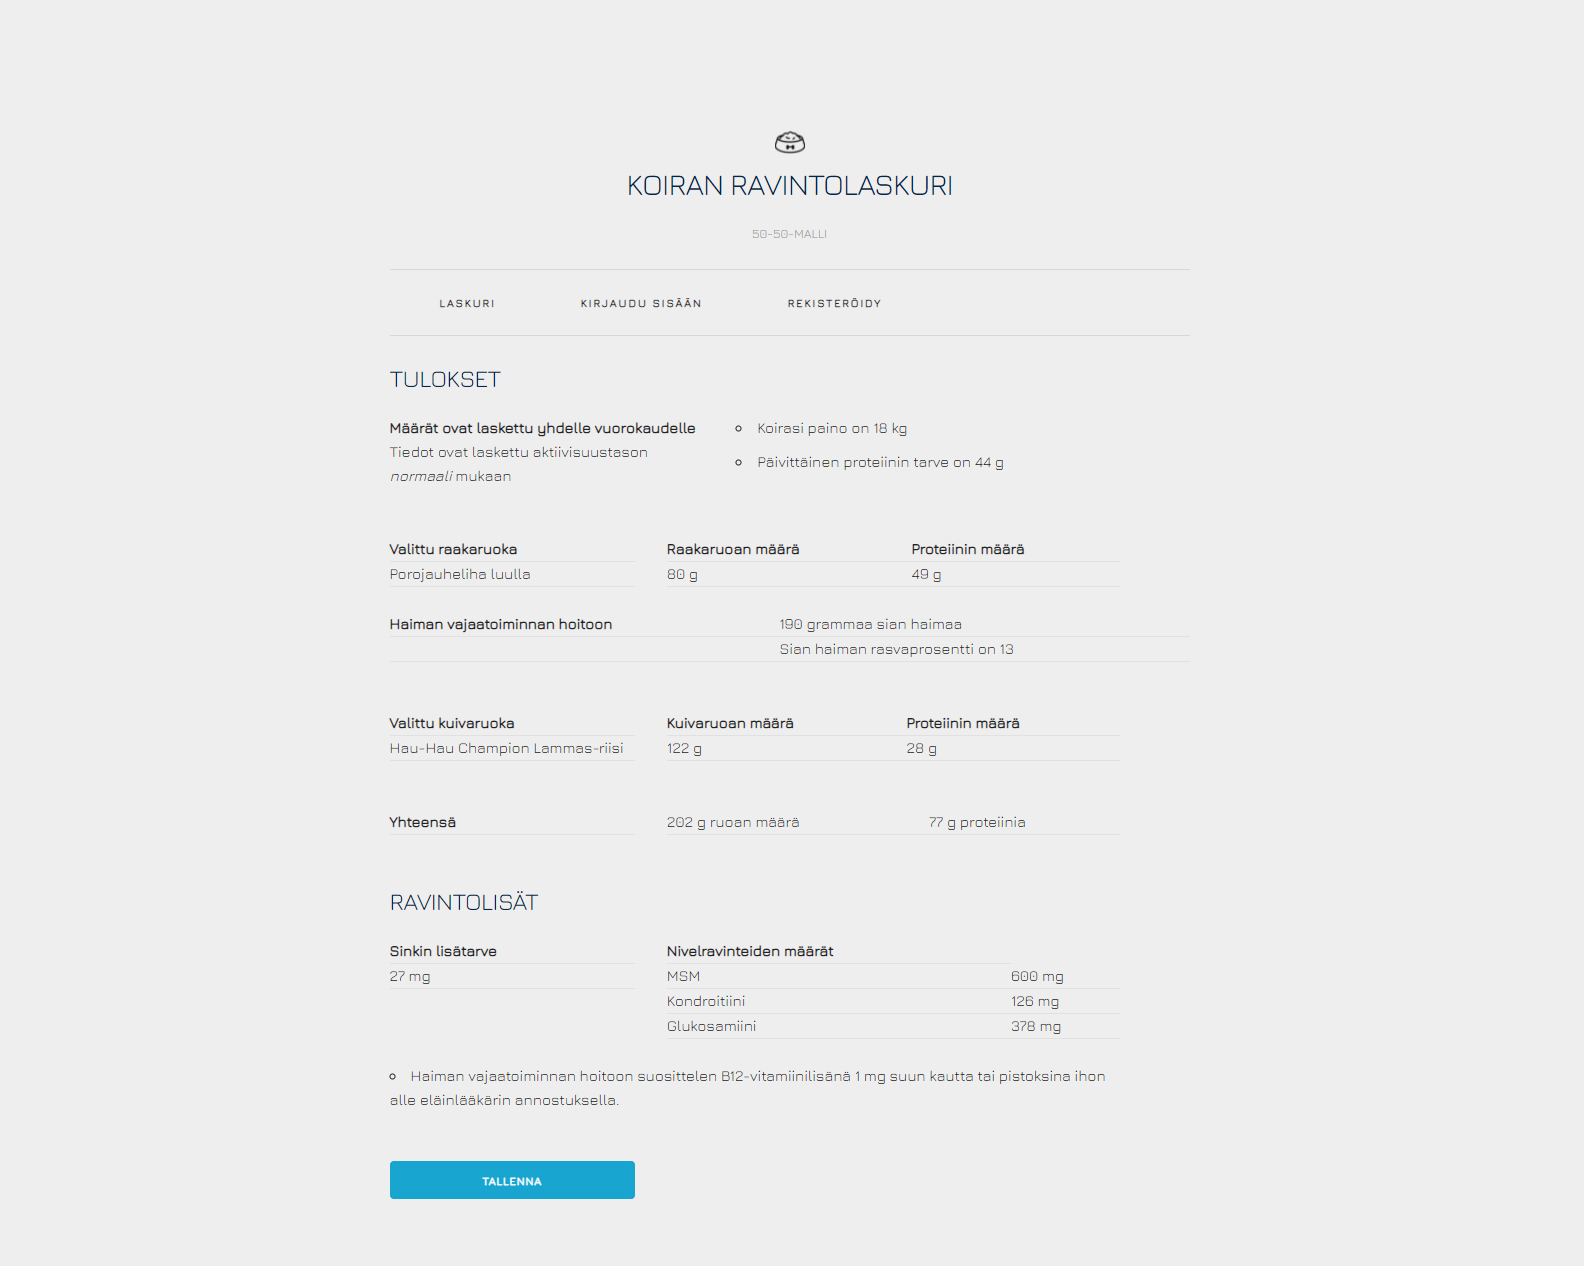 KOIRAN RAVINTOLASKURI
50-50-MALLI
LASKURI KIRJAUDU SISÄÄN REKISTERÖIDY
TULOKSET
Määrät ovat laskettu yhdelle vuorokaudelle
Tiedot ovat laskettu aktiivisuustason
normaali mukaan
Koirasi paino on 18 kg
Päivittäinen proteiinin tarve on 44 g
Valittu raakaruoka Raakaruoan määrä Proteiinin määrä
Porojauheliha luulla 80 g 49 g
Haiman vajaatoiminnan hoitoon 190 grammaa sian haimaa
Sian haiman rasvaprosentti on 13
Valittu kuivaruoka Kuivaruoan määrä Proteiinin määrä
Hau-Hau Champion Lammas-riisi 122 g 28 g
Yhteensä 202 g ruoan määrä 77 g proteiinia
RAVINTOLISÄT
Sinkin lisätarve
27 mg
Nivelravinteiden määrät
MSM 600 mg
Kondroitiini 126 mg
Glukosamiini 378 mg
Haiman vajaatoiminnan hoitoon suosittelen B12-vitamiinilisänä 1 mg suun kautta tai pistoksina ihon
alle eläinlääkärin annostuksella.
TALLENNA